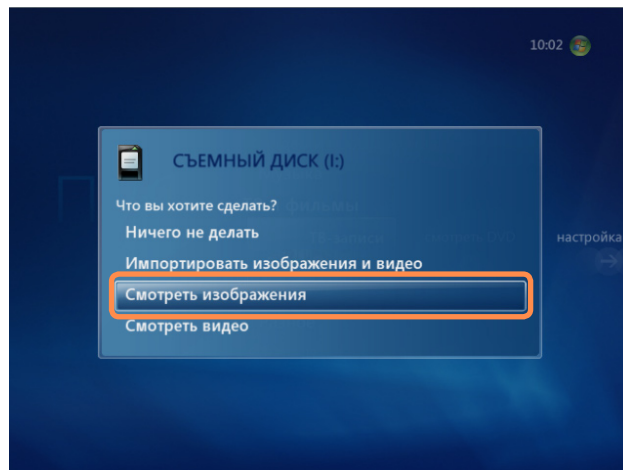 10:02
СЪЕМНЫЙ ДИСК (I:)
Что вы хотите сделать?
Ничего не делать
настройка
Импортировать изображения и видео
Смотреть изображения
Смотреть видео